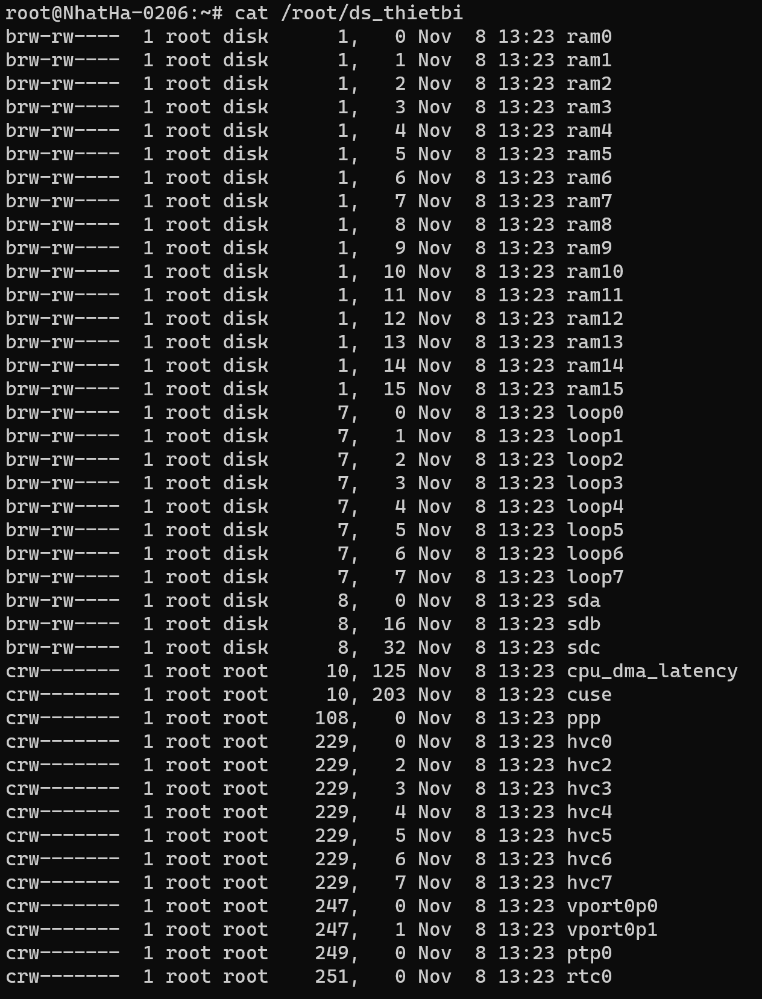 root@NhatHa-0206:~# cat /root/ds_thietbi
brw-rw----  1 root disk      1,   0 Nov  8 13:23 ram0
brw-rw----  1 root disk      1,   1 Nov  8 13:23 ram1
brw-rw----  1 root disk      1,   2 Nov  8 13:23 ram2
brw-rw----  1 root disk      1,   3 Nov  8 13:23 ram3
brw-rw----  1 root disk      1,   4 Nov  8 13:23 ram4
brw-rw----  1 root disk      1,   5 Nov  8 13:23 ram5
brw-rw----  1 root disk      1,   6 Nov  8 13:23 ram6
brw-rw----  1 root disk      1,   7 Nov  8 13:23 ram7
brw-rw----  1 root disk      1,   8 Nov  8 13:23 ram8
brw-rw----  1 root disk      1,   9 Nov  8 13:23 ram9
brw-rw----  1 root disk      1,  10 Nov  8 13:23 ram10
brw-rw----  1 root disk      1,  11 Nov  8 13:23 ram11
brw-rw----  1 root disk      1,  12 Nov  8 13:23 ram12
brw-rw----  1 root disk      1,  13 Nov  8 13:23 ram13
brw-rw----  1 root disk      1,  14 Nov  8 13:23 ram14
brw-rw----  1 root disk      1,  15 Nov  8 13:23 ram15
brw-rw----  1 root disk      7,   0 Nov  8 13:23 loop0
brw-rw----  1 root disk      7,   1 Nov  8 13:23 loop1
brw-rw----  1 root disk      7,   2 Nov  8 13:23 loop2
brw-rw----  1 root disk      7,   3 Nov  8 13:23 loop3
brw-rw----  1 root disk      7,   4 Nov  8 13:23 loop4
brw-rw----  1 root disk      7,   5 Nov  8 13:23 loop5
brw-rw----  1 root disk      7,   6 Nov  8 13:23 loop6
brw-rw----  1 root disk      7,   7 Nov  8 13:23 loop7
brw-rw----  1 root disk      8,   0 Nov  8 13:23 sda
brw-rw----  1 root disk      8,  16 Nov  8 13:23 sdb
brw-rw----  1 root disk      8,  32 Nov  8 13:23 sdc
crw-------  1 root root     10, 125 Nov  8 13:23 cpu_dma_latency
crw-------  1 root root     10, 203 Nov  8 13:23 cuse
crw-------  1 root root    108,   0 Nov  8 13:23 ppp
crw-------  1 root root    229,   0 Nov  8 13:23 hvc0
crw-------  1 root root    229,   2 Nov  8 13:23 hvc2
crw-------  1 root root    229,   3 Nov  8 13:23 hvc3
crw-------  1 root root    229,   4 Nov  8 13:23 hvc4
crw-------  1 root root    229,   5 Nov  8 13:23 hvc5
crw-------  1 root root    229,   6 Nov  8 13:23 hvc6
crw-------  1 root root    229,   7 Nov  8 13:23 hvc7
crw-------  1 root root    247,   0 Nov  8 13:23 vport0p0
crw-------  1 root root    247,   1 Nov  8 13:23 vport0p1
crw-------  1 root root    249,   0 Nov  8 13:23 ptp0
crw-------  1 root root    251,   0 Nov  8 13:23 rtc0